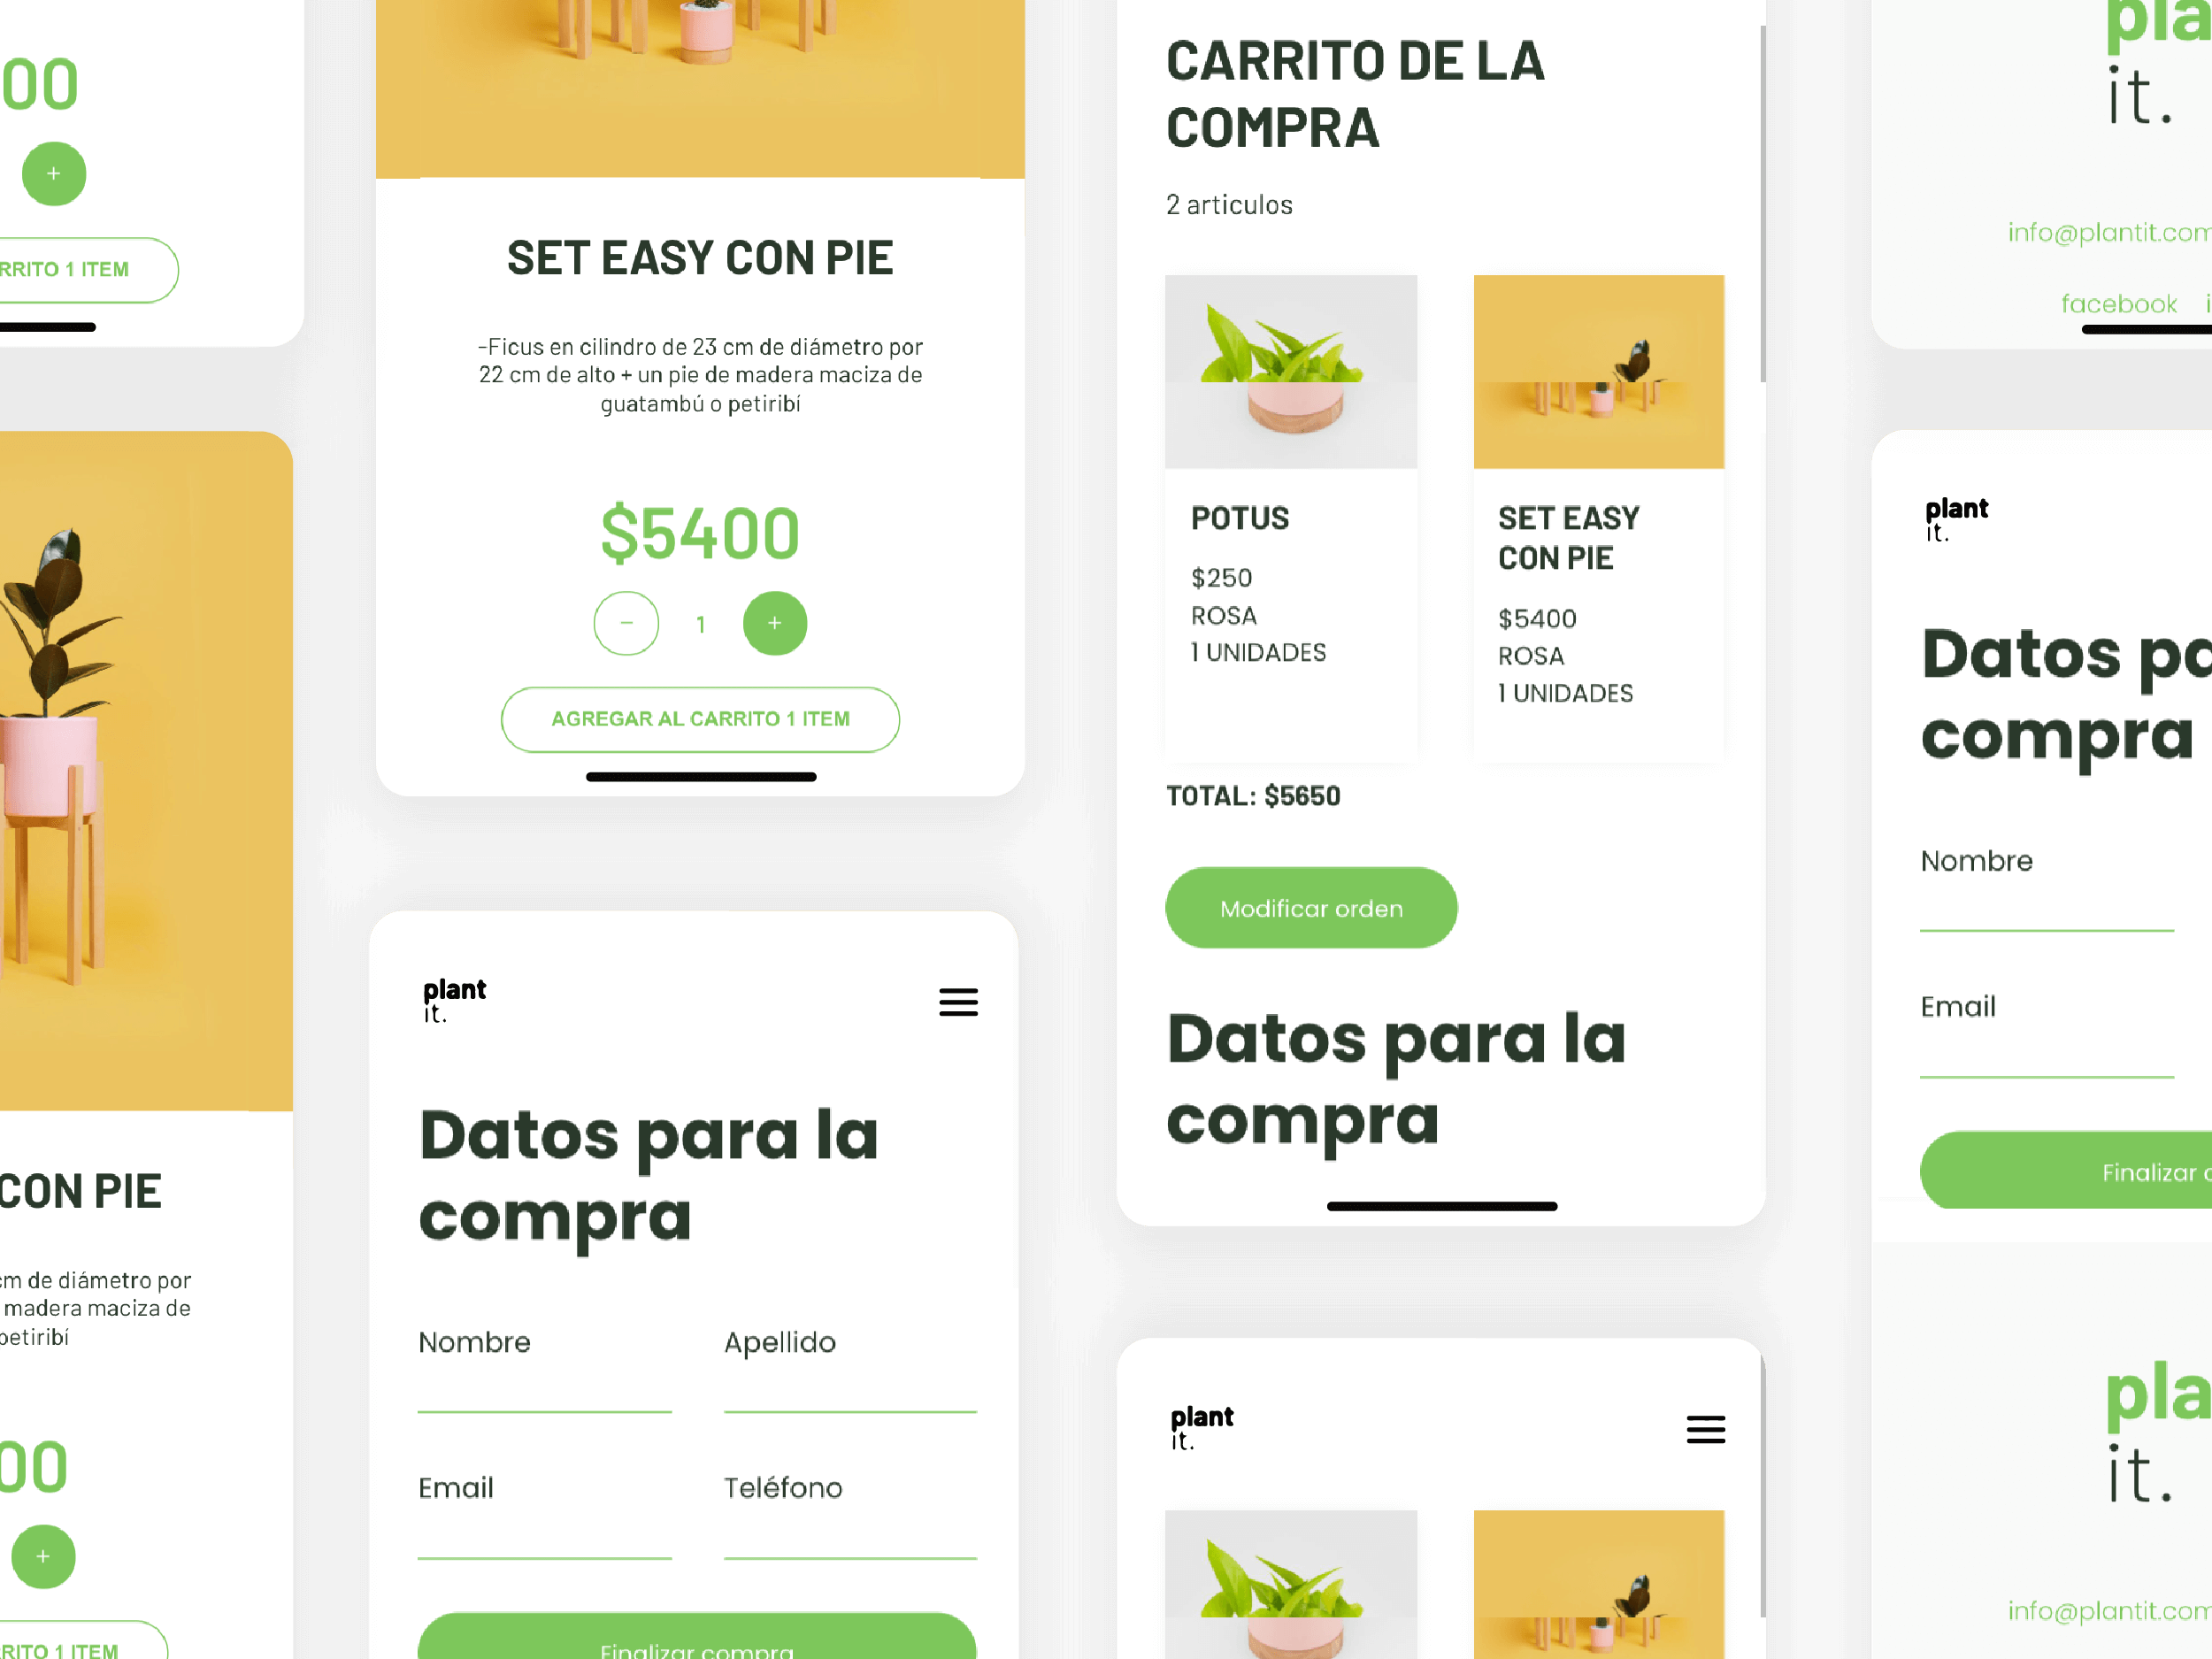 00
+
RRITO 1 ITEM
CON PIE
cm de diámetro por
madera maciza de
petiribí
00
+
RITO 1 ITEM
SET EASY CON PIE
-Ficus en cilindro de 23 cm de diámetro por
22 cm de alto + un pie de madera maciza de
guatambú o petiribí
$5400
− 1 +
AGREGAR AL CARRITO 1 ITEM
plant
it.
Datos para la
compra
Nombre Apellido
Email Teléfono
Finalizar compra
CARRITO DE LA
COMPRA
2 articulos
POTUS
$250
ROSA
1 UNIDADES
SET EASY
CON PIE
$5400
ROSA
1 UNIDADES
TOTAL: $5650
Modificar orden
Datos para la
compra
plant
it.
pla
it.
info@plantit.com
facebook i
plant
it.
Datos pa
compra
Nombre
Email
Finalizar c
pla
it.
info@plantit.com